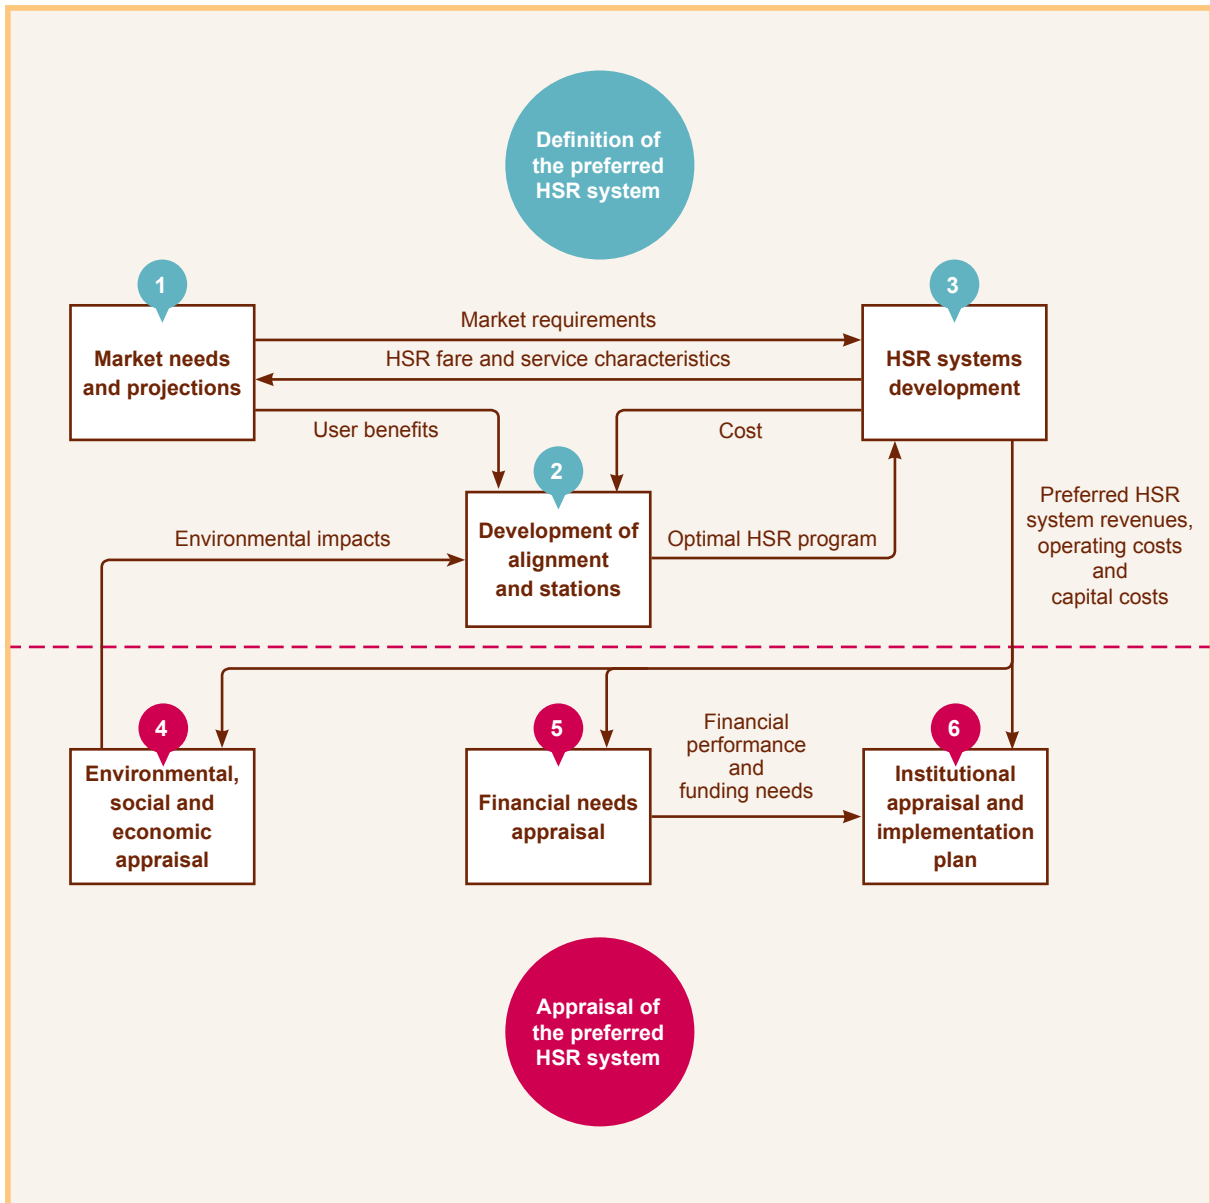 Definition of
the preferred
HSR system
1
Market needs
and projections
Market requirements
HSR fare and service characteristics
User benefits
Cost
3
HSR systems
development
2
Development of
alignment
and stations
Environmental impacts
Optimal HSR program
Preferred HSR
system revenues,
operating costs
and
capital costs
4
Environmental,
social and
economic
appraisal
5
Financial needs
appraisal
Financial
performance
and
funding needs
6
Institutional
appraisal and
implementation
plan
Appraisal of
the preferred
HSR system